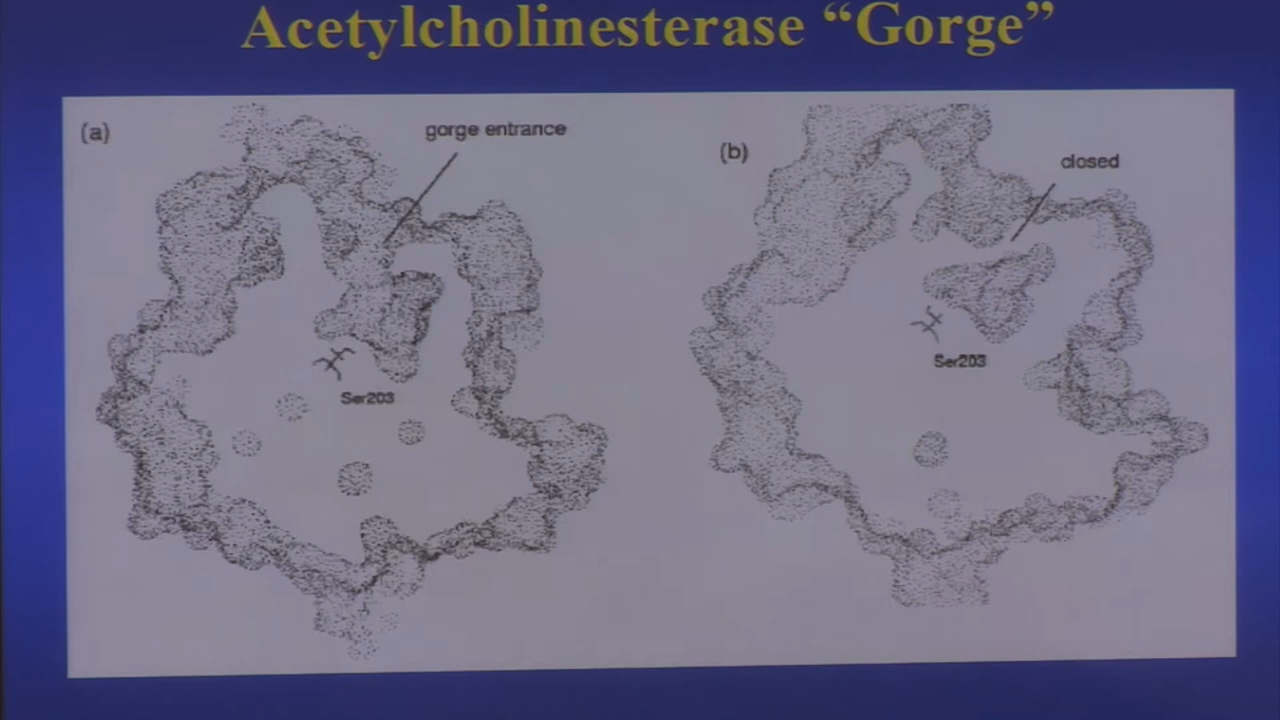 Acetylcholinesterase “Gorge”
(a)
gorge entrance
Ser203
(b)
closed
Ser203